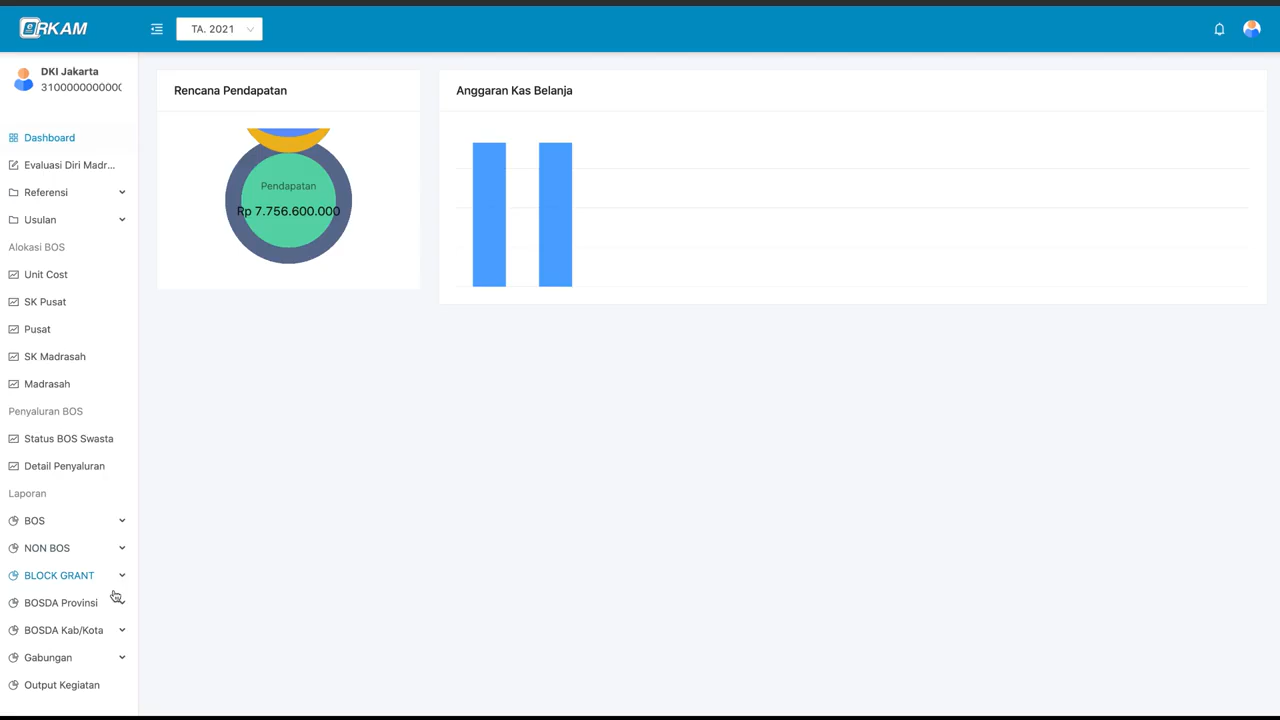 eRKAM
TA. 2021
DKI Jakarta
310000000000
Dashboard
Evaluasi Diri Madr...
Referensi
Usulan
Alokasi BOS
Unit Cost
SK Pusat
Pusat
SK Madrasah
Madrasah
Penyaluran BOS
Status BOS Swasta
Detail Penyaluran
Laporan
BOS
NON BOS
BLOCK GRANT
BOSDA Provinsi
BOSDA Kab/Kota
Gabungan
Output Kegiatan
Rencana Pendapatan
Pendapatan
Rp 7.756.600.000
Anggaran Kas Belanja